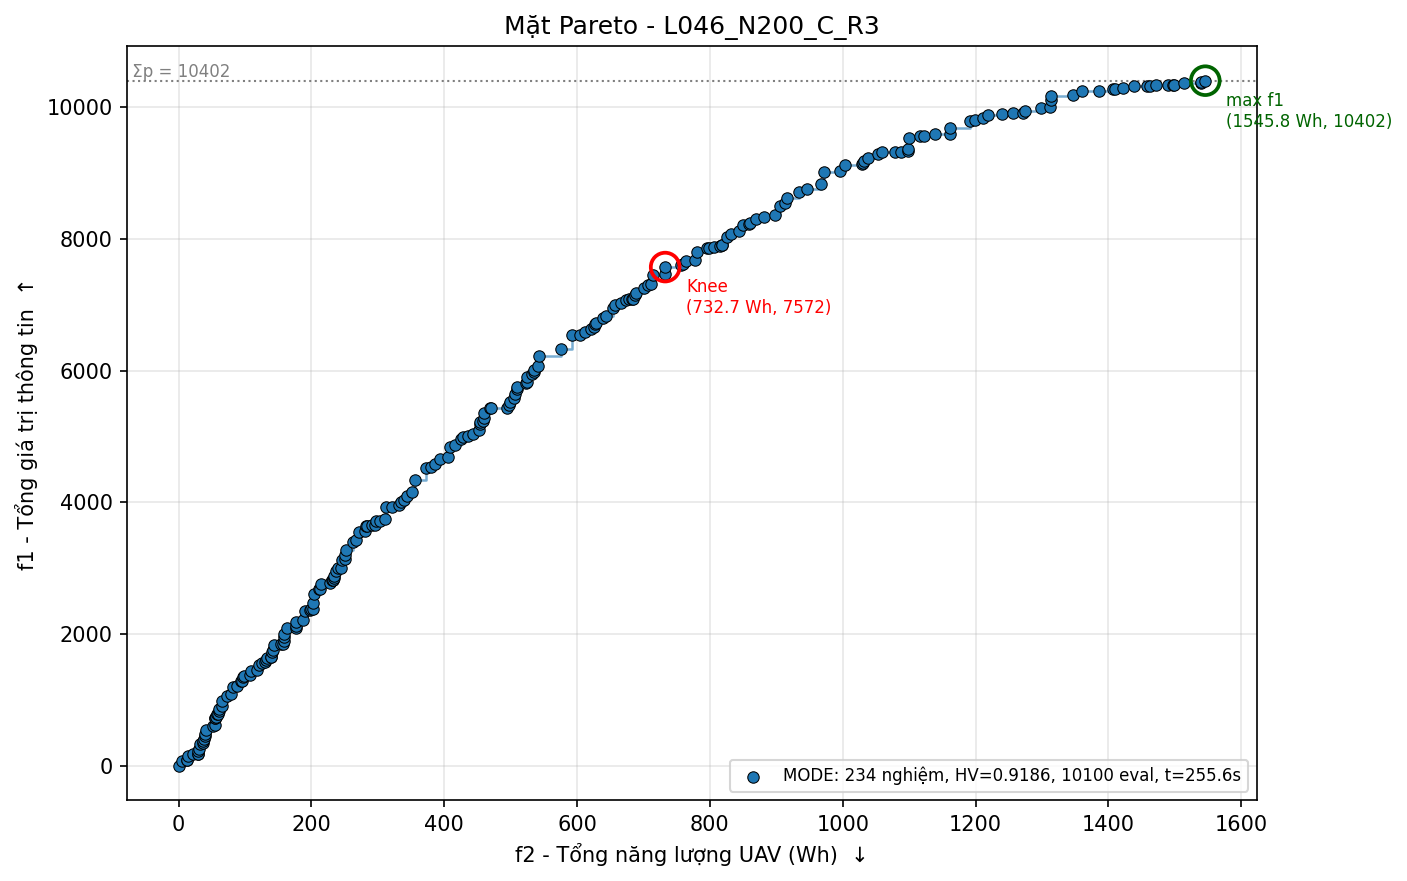 Mặt Pareto - L046_N200_C_R3
Σp = 10402
max f1
(1545.8 Wh, 10402)
Knee
(732.7 Wh, 7572)
10000
8000
6000
4000
2000
0
f1 - Tổng giá trị thông tin ↑
MODE: 234 nghiệm, HV=0.9186, 10100 eval, t=255.6s
0 200 400 600 800 1000 1200 1400 1600
f2 - Tổng năng lượng UAV (Wh) ↓